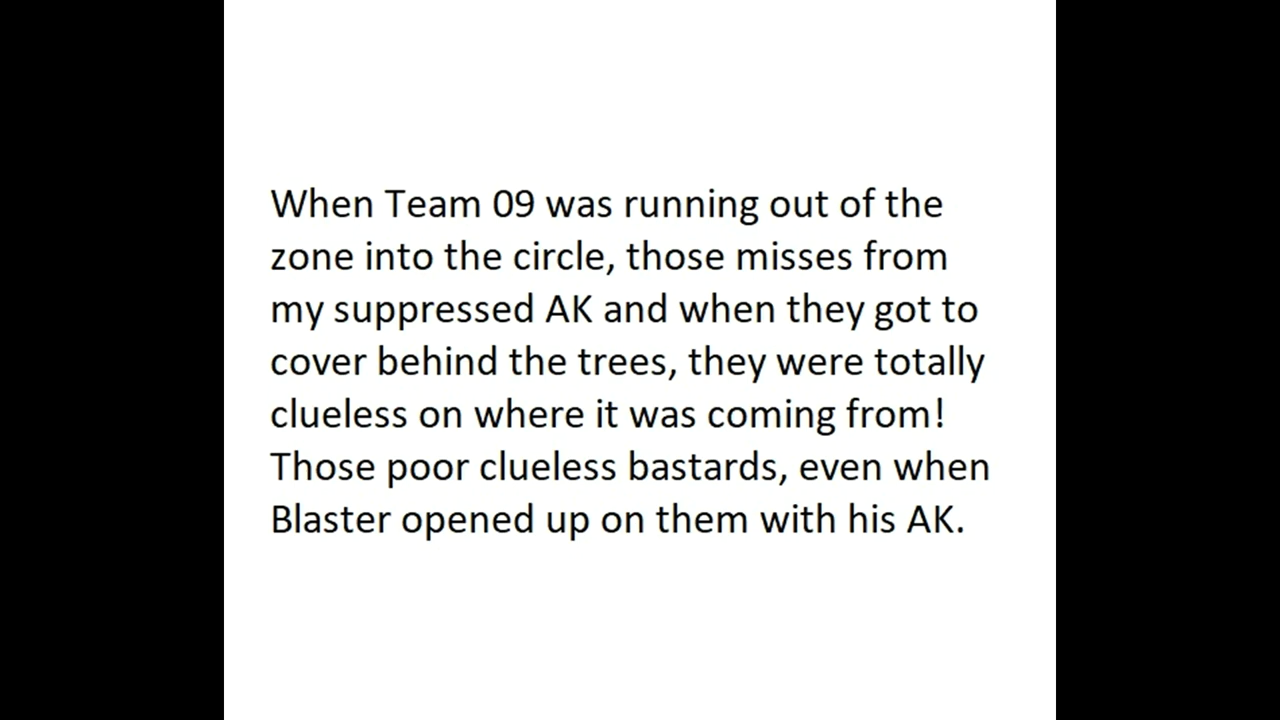 When Team 09 was running out of the
zone into the circle, those misses from
my suppressed AK and when they got to
cover behind the trees, they were totally
clueless on where it was coming from!
Those poor clueless bastards, even when
Blaster opened up on them with his AK.